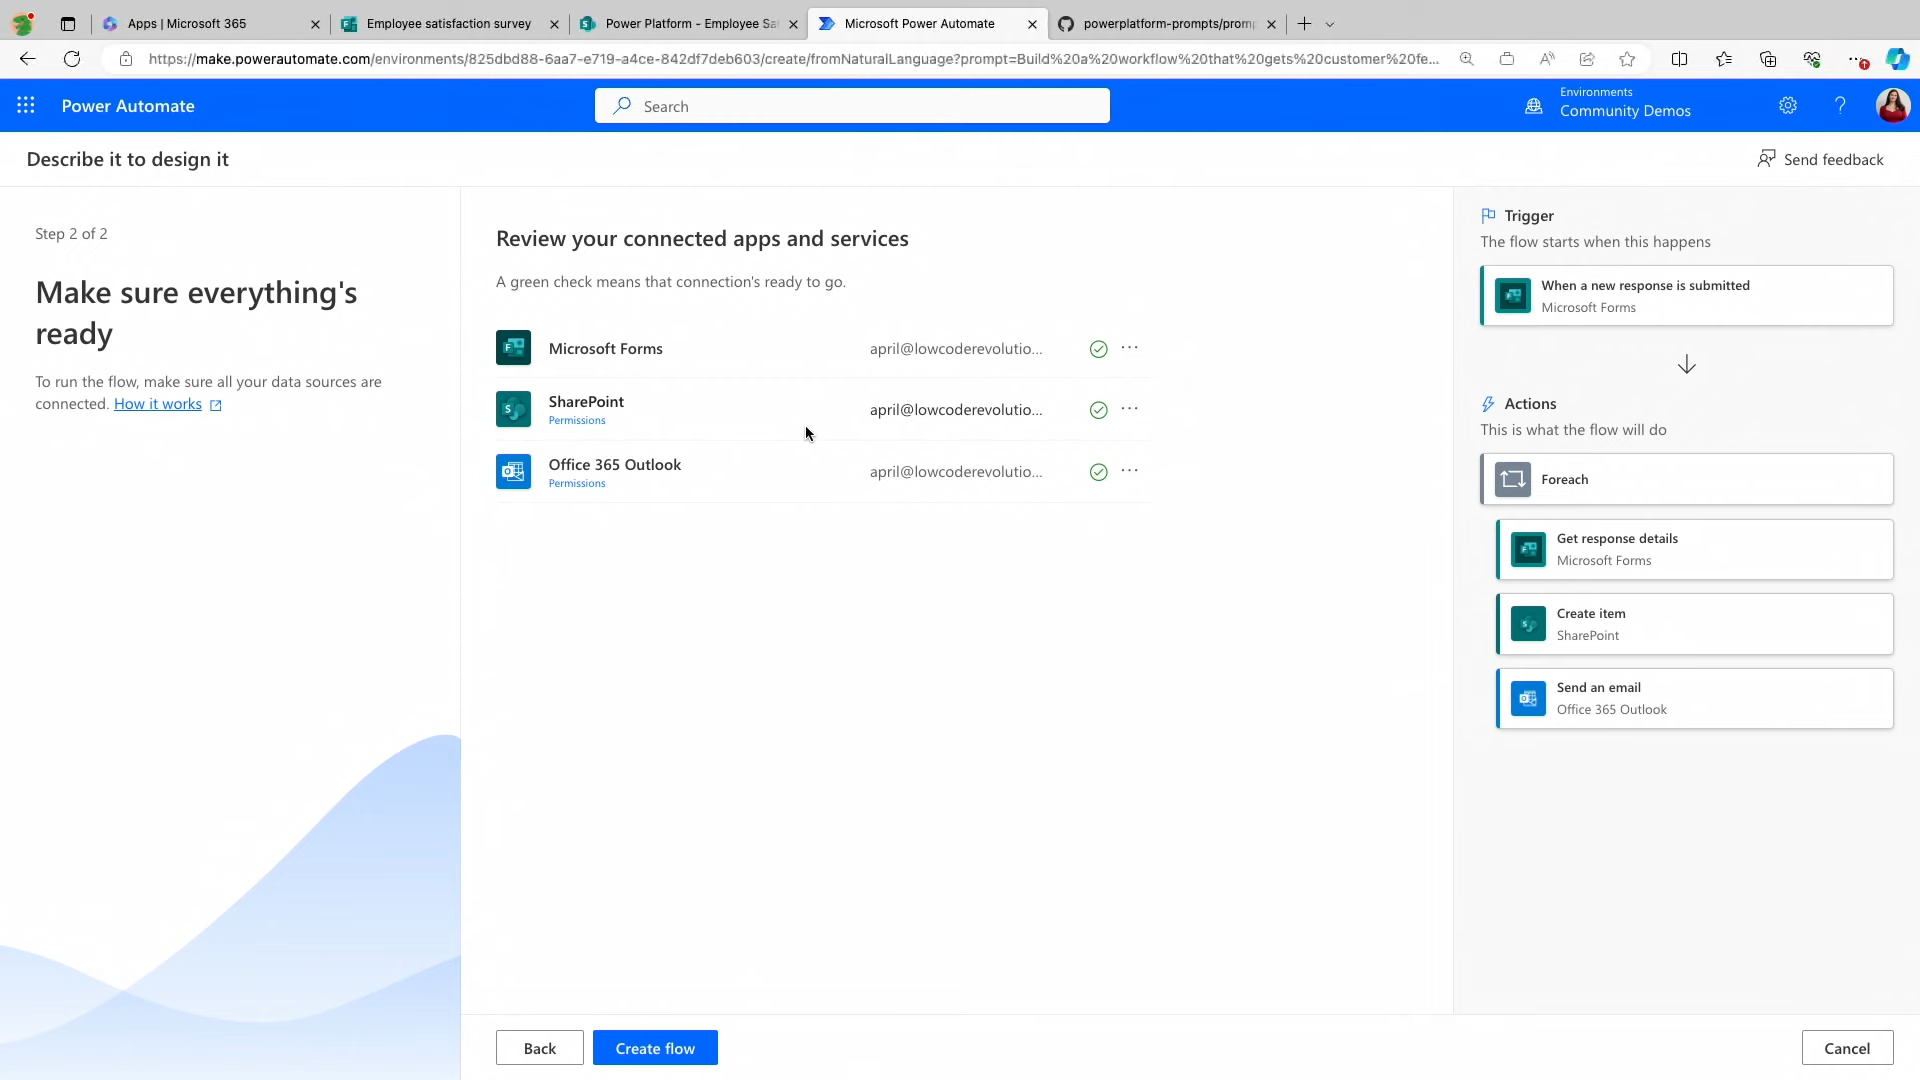 Apps | Microsoft 365
Employee satisfaction survey
Power Platform - Employee Sa
Microsoft Power Automate
powerplatform-prompts/promp
https://make.powerautomate.com/environments/825dbd88-6aa7-e719-a4ce-842df7deb603/create/fromNaturalLanguage?prompt=Build%20a%20workflow%20that%20gets%20customer%20fe...
Power Automate
Search
Environments
Community Demos
Describe it to design it
Send feedback
Step 2 of 2
Make sure everything's
ready
To run the flow, make sure all your data sources are
connected. How it works
Review your connected apps and services
A green check means that connection's ready to go.
Microsoft Forms
april@lowcoderevolutio...
SharePoint
Permissions
april@lowcoderevolutio...
Office 365 Outlook
Permissions
april@lowcoderevolutio...
Trigger
The flow starts when this happens
When a new response is submitted
Microsoft Forms
Actions
This is what the flow will do
Foreach
Get response details
Microsoft Forms
Create item
SharePoint
Send an email
Office 365 Outlook
Back
Create flow
Cancel